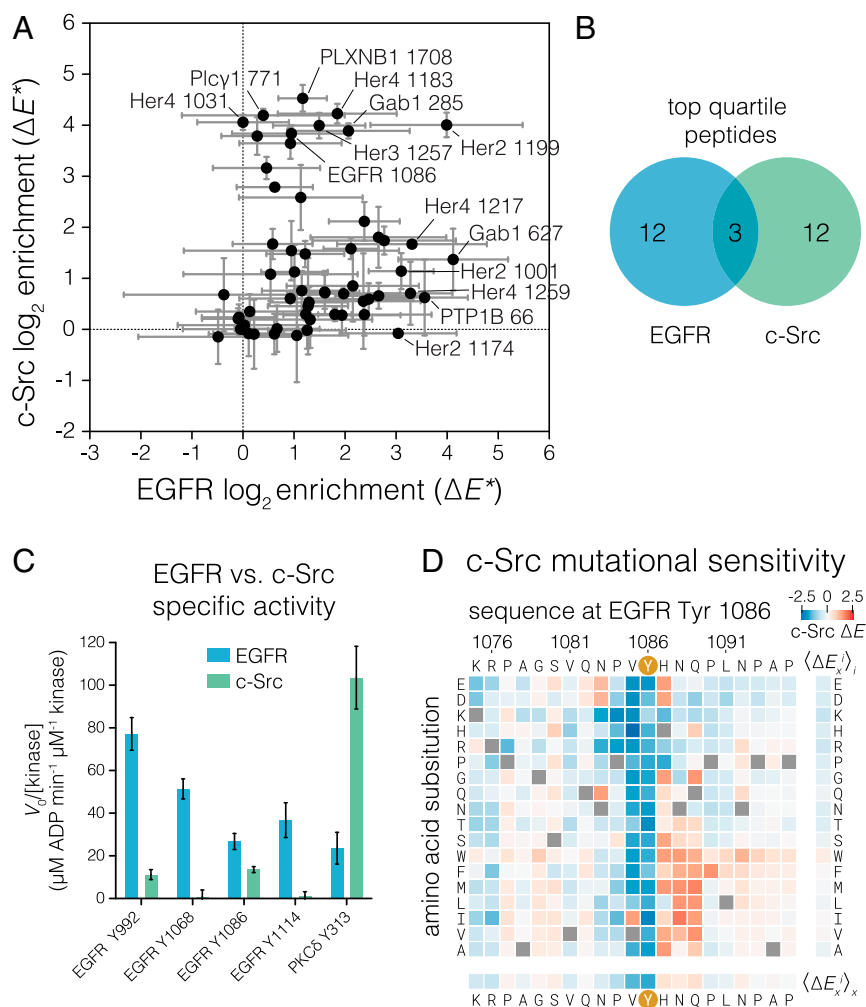 A
c-Src log2 enrichment (ΔE*)
6
5
4
3
2
1
0
-1
-2
-3 -2 -1 0 1 2 3 4 5 6
EGFR log2 enrichment (ΔE*)
PLXNB1 1708
Plcγ1 771
Her4 1183
Her4 1031
Gab1 285
Her2 1199
Her3 1257
EGFR 1086
Her4 1217
Gab1 627
Her2 1001
Her4 1259
PTP1B 66
Her2 1174
B
top quartile
peptides
12 3 12
EGFR c-Src
C
EGFR vs. c-Src
specific activity
EGFR
c-Src
V0/[kinase]
(µM ADP min-1 µM-1 kinase)
120
100
80
60
40
20
0
EGFR Y992
EGFR Y1068
EGFR Y1086
EGFR Y1114
PKCδ Y313
D c-Src mutational sensitivity
-2.5 0 2.5
c-Src ΔE
sequence at EGFR Tyr 1086
1076 1081 1086 1091
K R P A G S V Q N P V Y H N Q P L N P A P ⟨ΔE_x^i⟩_i
amino acid subsitution
E E
D D
K K
H H
R R
P P
G G
Q Q
N N
T T
S S
W W
F F
M M
L L
I I
V V
A A
⟨ΔE_x^i⟩_x
K R P A G S V Q N P V Y H N Q P L N P A P